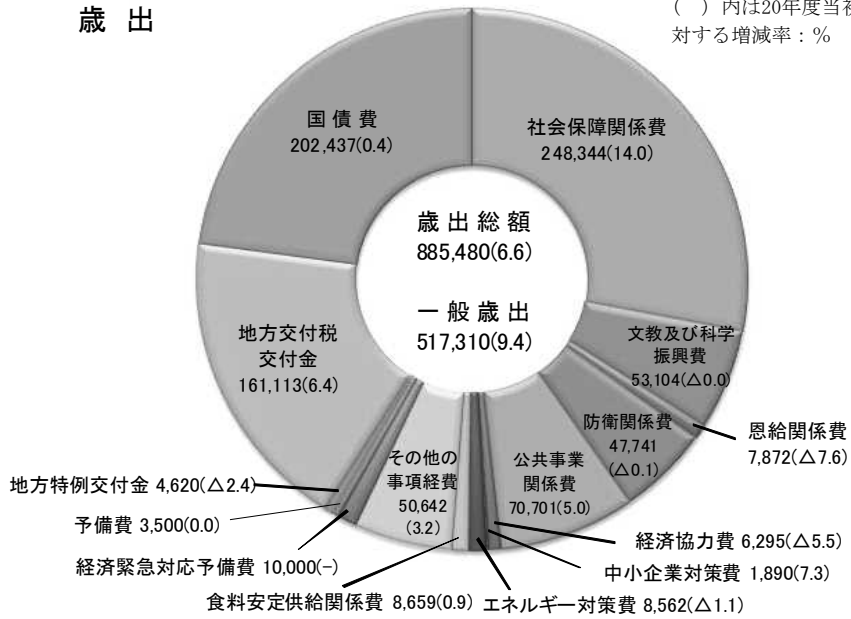 歳 出
( ) 内は20年度当初
対する増減率：%
国 債 費
202,437(0.4)
社会保障関係費
248,344(14.0)
歳 出 総 額
885,480(6.6)
一 般 歳 出
517,310(9.4)
地方交付税
交付金
161,113(6.4)
文教及び科学
振興費
53,104(△0.0)
恩給関係費
7,872(△7.6)
防衛関係費
47,741
(△0.1)
公共事業
関係費
70,701(5.0)
その他の
事項経費
50,642
(3.2)
地方特例交付金 4,620(△2.4)
予備費 3,500(0.0)
経済緊急対応予備費 10,000(-)
食料安定供給関係費 8,659(0.9)
エネルギー対策費 8,562(△1.1)
中小企業対策費 1,890(7.3)
経済協力費 6,295(△5.5)